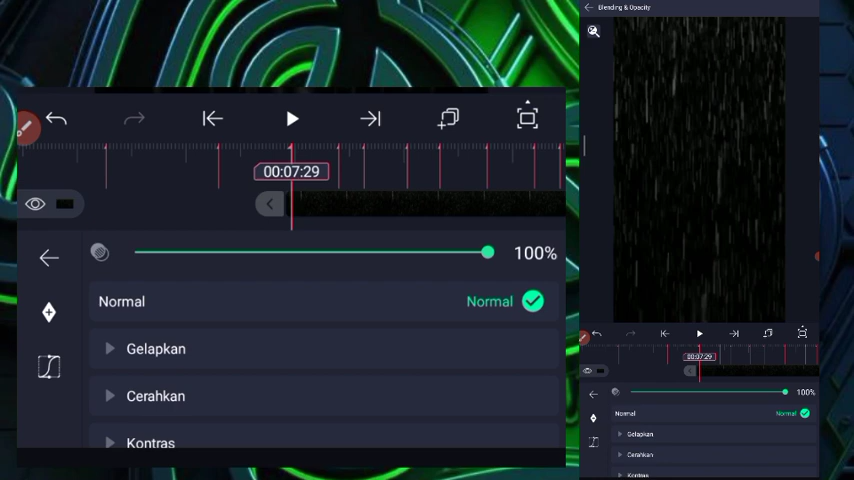 00:07:29
100%
Normal Normal
Gelapkan
Cerahkan
Kontras
Blending & Opacity
00:07:29
100%
Normal Normal
Gelapkan
Cerahkan
Kontras